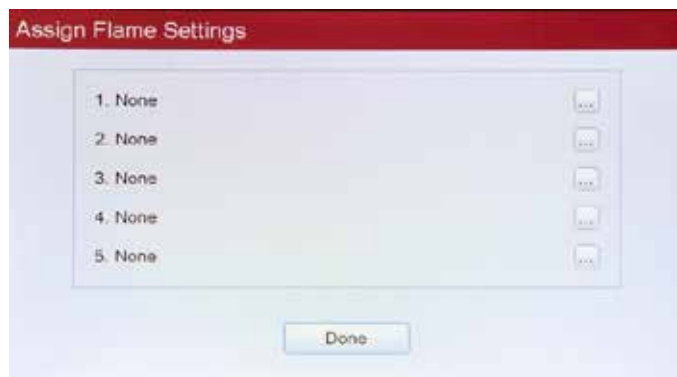 Assign Flame Settings
1. None ...
2. None ...
3. None ...
4. None ...
5. None ...
Done